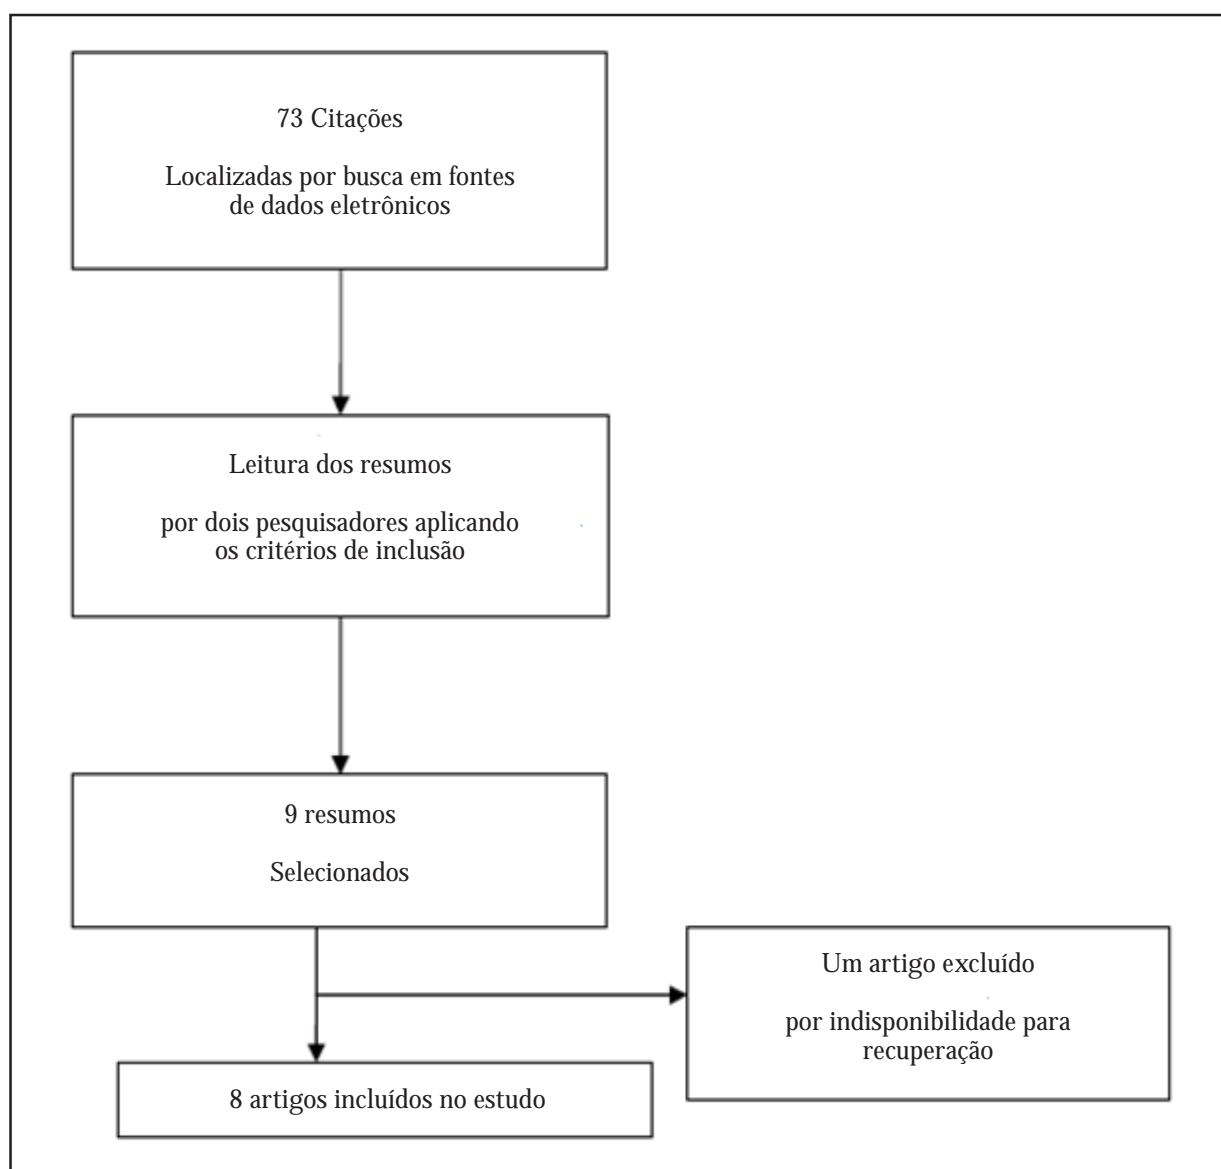 73 Citações
Localizadas por busca em fontes
de dados eletrônicos
Leitura dos resumos
por dois pesquisadores aplicando
os critérios de inclusão
9 resumos
Selecionados
Um artigo excluído
por indisponibilidade para
recuperação
8 artigos incluídos no estudo